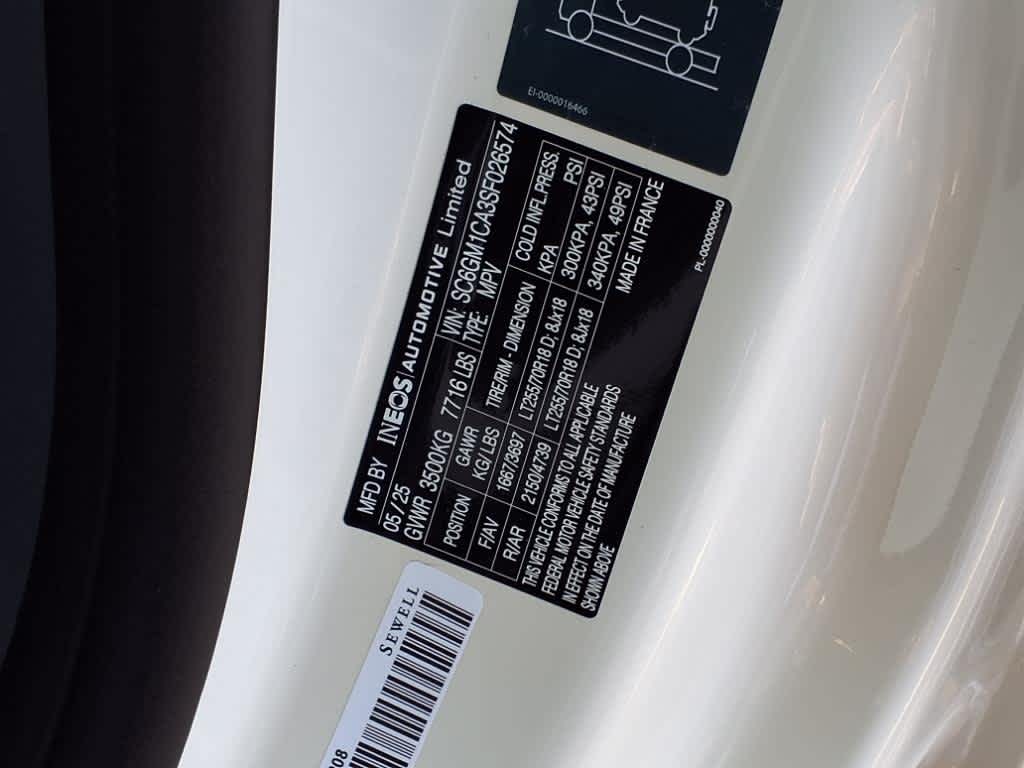 EI-0000016466
MFD BY INEOS AUTOMOTIVE Limited
05 / 25
GVWR 3500KG 7716 LBS VIN: SC6GM1CA3SF026574
TYPE: MPV
POSITION GAWR KG/ LBS TIRE/RIM - DIMENSION COLD INFL.PRESS. KPA PSI
F/AV 1667/3697 LT255/70R18 D; 8Jx18 300KPA, 43PSI
R/AR 2150/4739 LT255/70R18 D; 8Jx18 340KPA, 49PSI
THIS VEHICLE CONFORMS TO ALL APPLICABLE
FEDERAL MOTOR VEHICLE SAFETY STANDARDS
IN EFFECT ON THE DATE OF MANUFACTURE
SHOWN ABOVE
MADE IN FRANCE
PL-0000000040
SEWELL